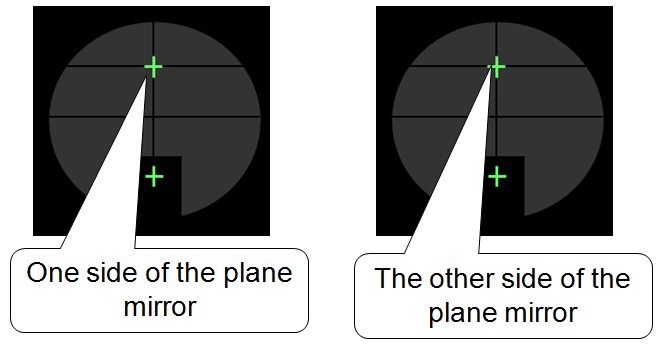 One side of the plane
mirror
The other side of the
plane mirror